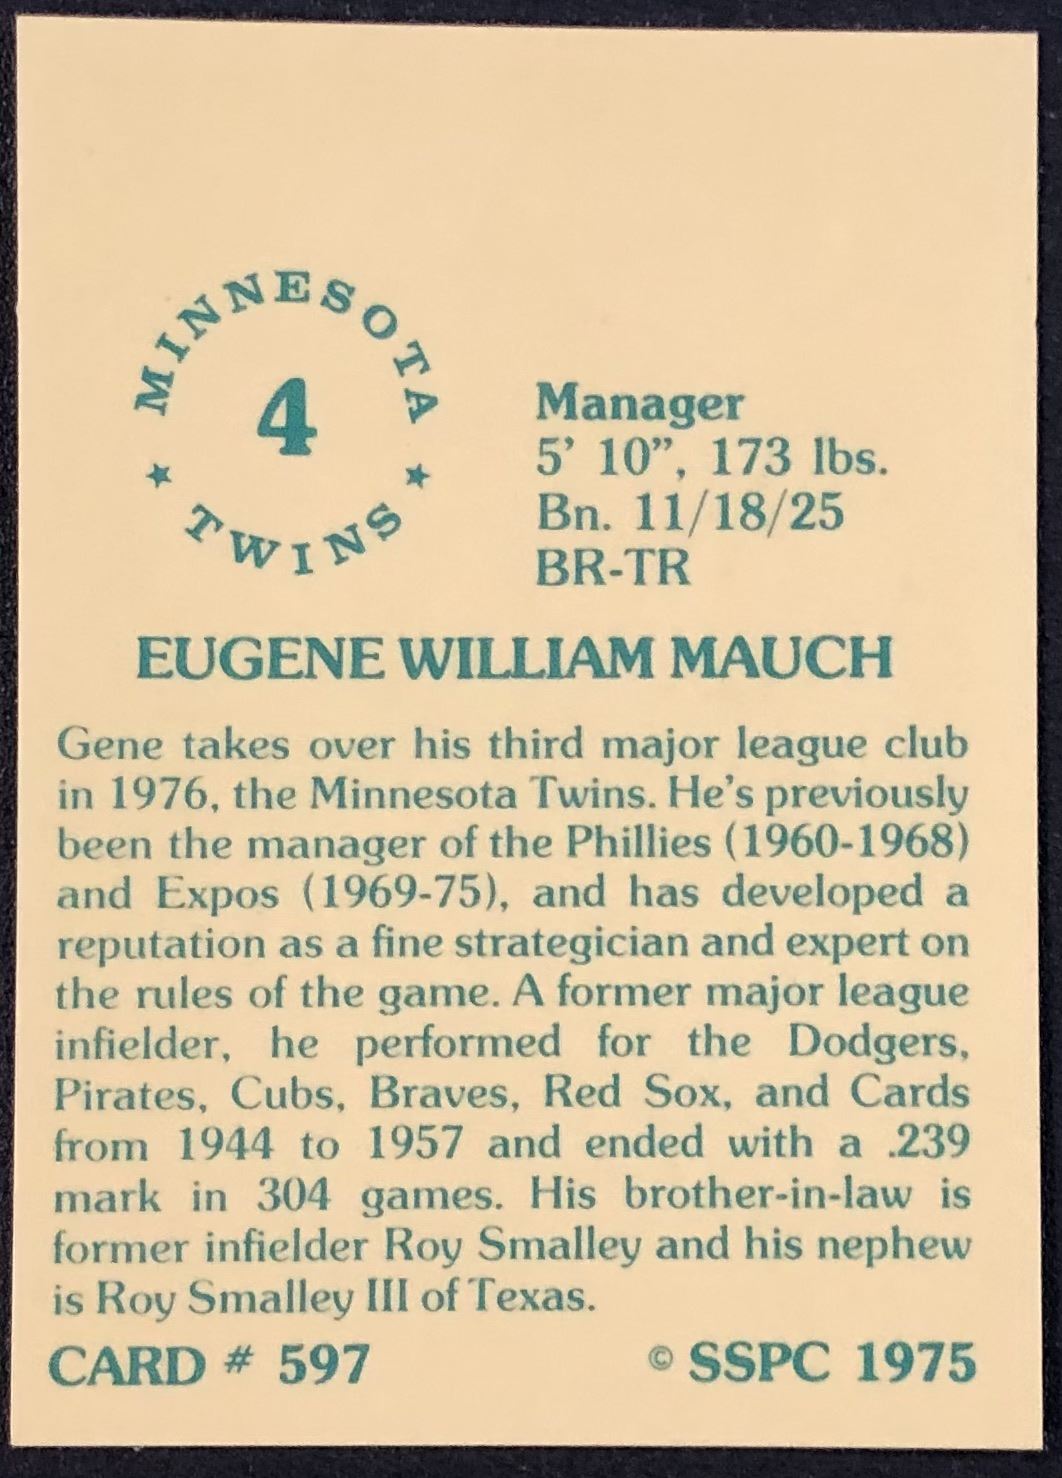 MINNESOTA
4
★ TWINS ★
Manager
5' 10”, 173 lbs.
Bn. 11/18/25
BR-TR
EUGENE WILLIAM MAUCH
Gene takes over his third major league club
in 1976, the Minnesota Twins. He's previously
been the manager of the Phillies (1960-1968)
and Expos (1969-75), and has developed a
reputation as a fine strategician and expert on
the rules of the game. A former major league
infielder, he performed for the Dodgers,
Pirates, Cubs, Braves, Red Sox, and Cards
from 1944 to 1957 and ended with a .239
mark in 304 games. His brother-in-law is
former infielder Roy Smalley and his nephew
is Roy Smalley III of Texas.
CARD # 597 © SSPC 1975